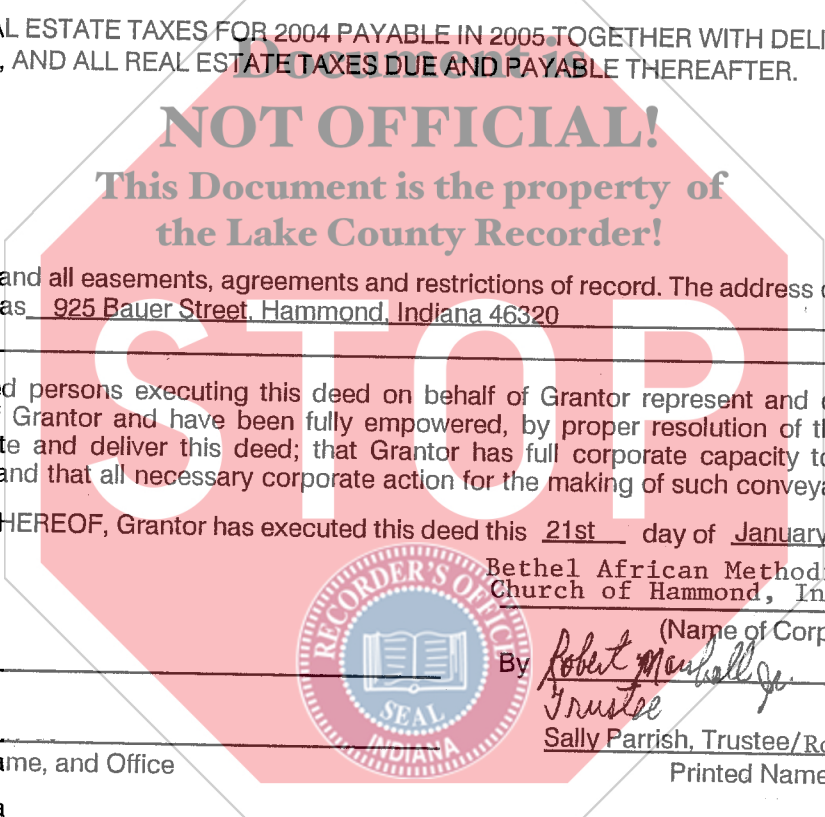 AL ESTATE TAXES FOR 2004 PAYABLE IN 2005 TOGETHER WITH DELI
, AND ALL REAL ESTATE TAXES DUE AND PAYABLE THEREAFTER.
Document is
NOT OFFICIAL!
This Document is the property of
the Lake County Recorder!
and all easements, agreements and restrictions of record. The address o
as 925 Bauer Street, Hammond, Indiana 46320
STOP
d persons executing this deed on behalf of Grantor represent and c
f Grantor and have been fully empowered, by proper resolution of th
te and deliver this deed; that Grantor has full corporate capacity to
and that all necessary corporate action for the making of such conveya
HEREOF, Grantor has executed this deed this 21st day of January
Bethel African Methodi
Church of Hammond, In
(Name of Corp
By Robert Marshall Jr.
Trustee
Sally Parrish, Trustee/Ro
ame, and Office
Printed Name
RECORDER'S OFFICE
SEAL
INDIANA
a